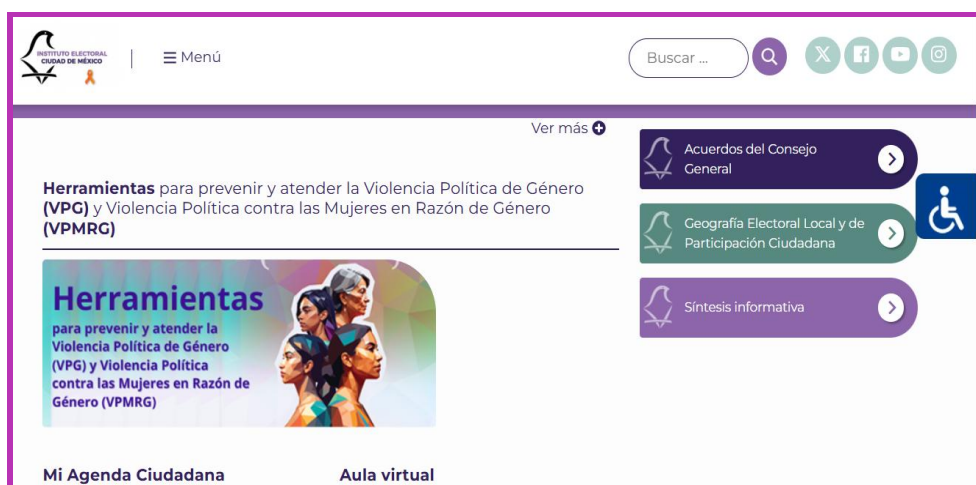 INSTITUTO ELECTORAL
CIUDAD DE MÉXICO
Menú
Buscar ...
Ver más
Herramientas para prevenir y atender la Violencia Política de Género
(VPG) y Violencia Política contra las Mujeres en Razón de Género
(VPMRG)
Herramientas
para prevenir y atender la
Violencia Política de Género
(VPG) y Violencia Política
contra las Mujeres en Razón de
Género (VPMRG)
Mi Agenda Ciudadana
Aula virtual
Acuerdos del Consejo
General
Geografía Electoral Local y de
Participación Ciudadana
Síntesis informativa